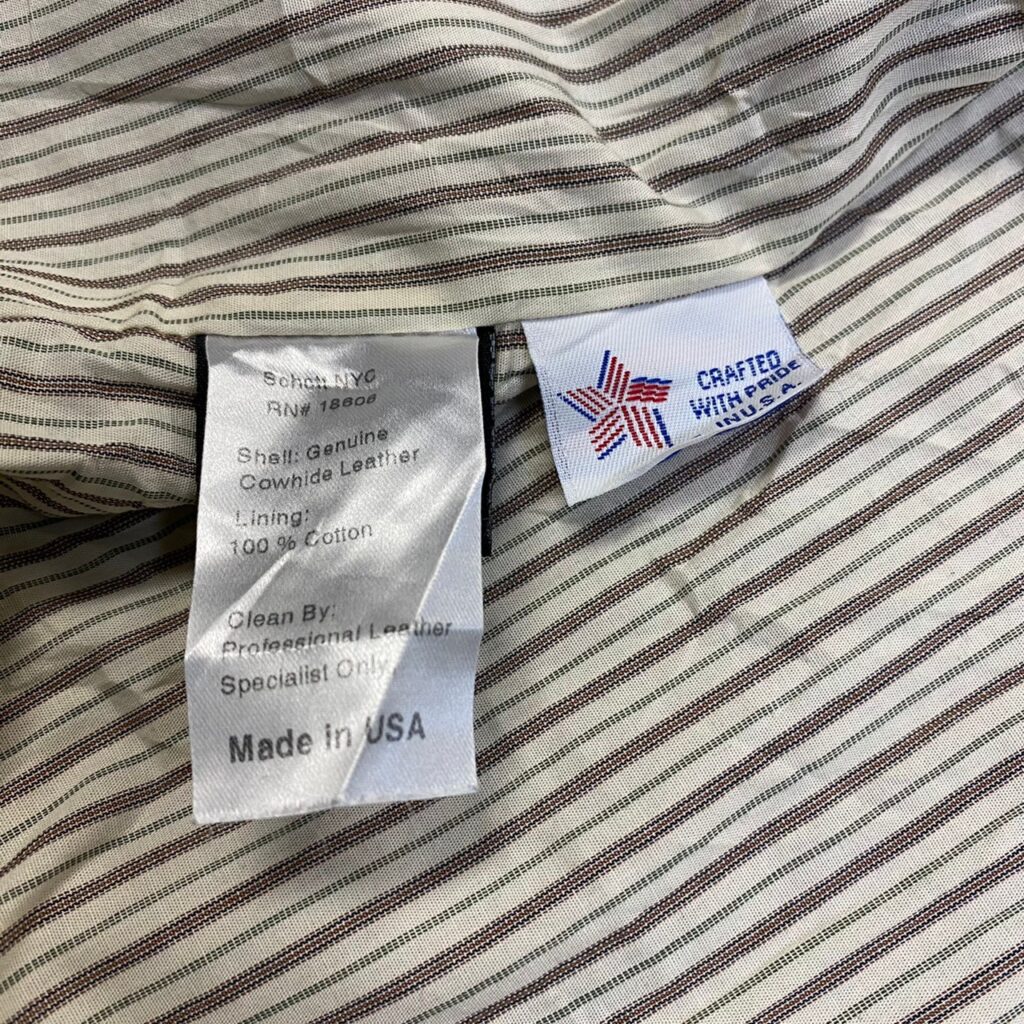 Schott NYC
RN# 18608
Shell: Genuine
Cowhide Leather
Lining:
100 % Cotton
Clean By:
Professional Leather
Specialist Only
Made in USA
CRAFTED
WITH PRIDE
IN U.S.A.